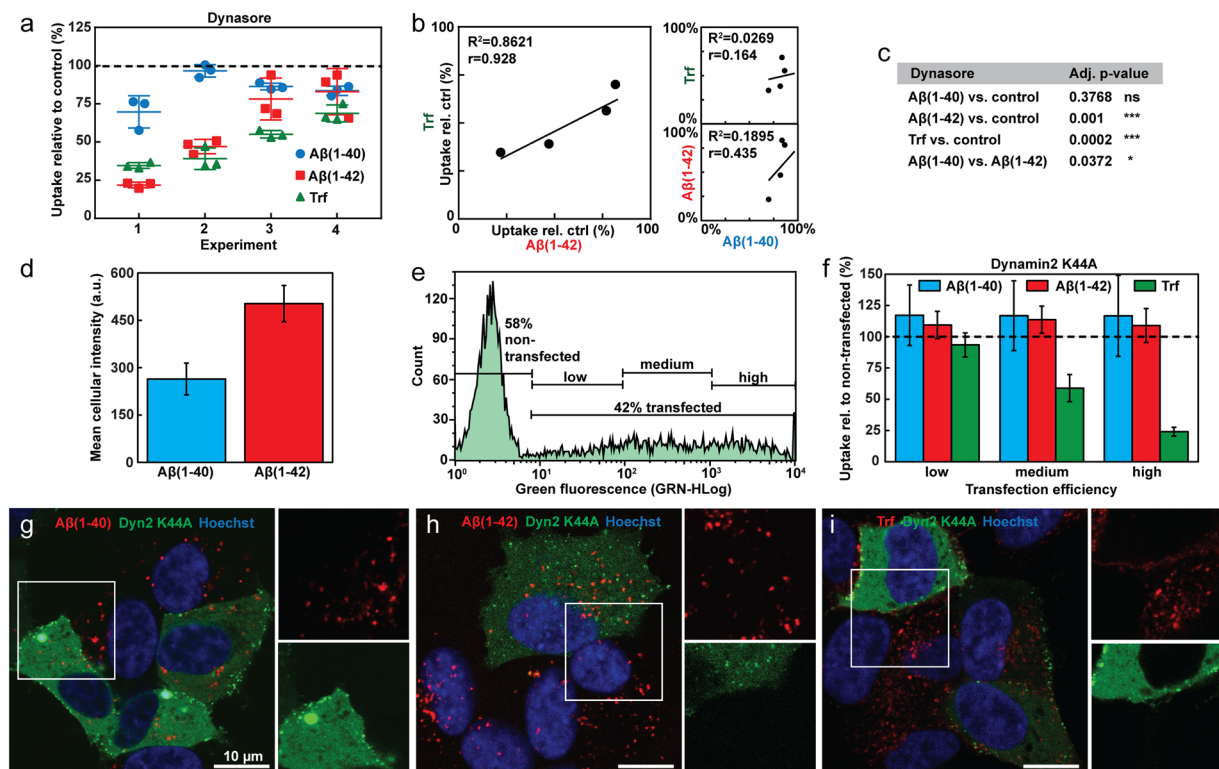 a
Dynasore
Uptake relative to control (%)
125
100
75
50
25
0
1
2
3
4
Experiment
Aβ(1-40)
Aβ(1-42)
Trf
b
R²=0.8621
r=0.928
100
Trf
Uptake rel. ctrl (%)
0
0
Uptake rel. ctrl (%)
100
Aβ(1-42)
100%
R²=0.0269
r=0.164
Trf
0%
100%
R²=0.1895
r=0.435
Aβ(1-42)
0%
0%
100%
Aβ(1-40)
c
Dynasore Adj. p-value
Aβ(1-40) vs. control 0.3768 ns
Aβ(1-42) vs. control 0.001 ***
Trf vs. control 0.0002 ***
Aβ(1-40) vs. Aβ(1-42) 0.0372 *
d
Mean cellular intensity (a.u.)
600
450
300
150
0
Aβ(1-40)
Aβ(1-42)
e
Count
120
90
60
30
0
58%
non-
transfected
low
medium
high
42% transfected
10⁰
10¹
10²
10³
10⁴
Green fluorescence (GRN-HLog)
f
Dynamin2 K44A
Uptake rel. to non-transfected (%)
150
125
100
75
50
25
0
Aβ(1-40)
Aβ(1-42)
Trf
low
medium
high
Transfection efficiency
g
Aβ(1-40) Dyn2 K44A Hoechst
10 µm
h
Aβ(1-42) Dyn2 K44A Hoechst
i
Trf Dyn2 K44A Hoechst